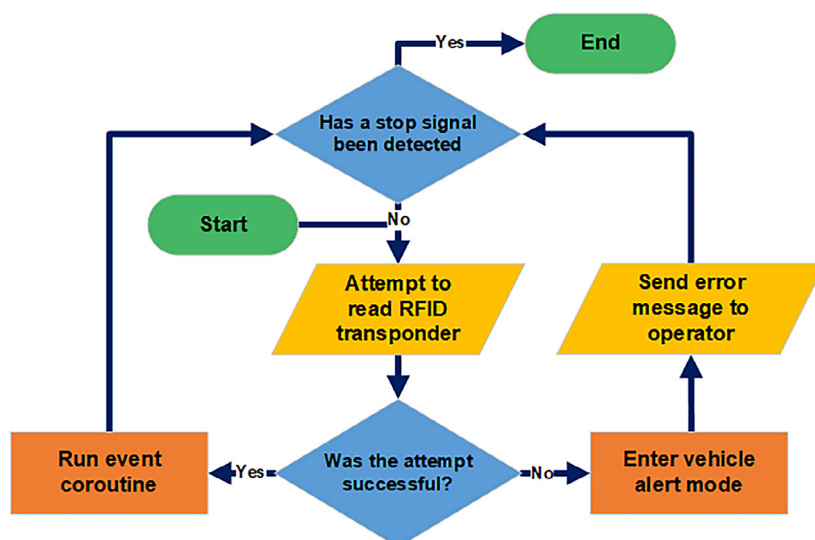 Yes
End
Has a stop signal
been detected
Start
No
Attempt to
read RFID
transponder
Send error
message to
operator
Run event
coroutine
Yes
Was the attempt
successful?
No
Enter vehicle
alert mode